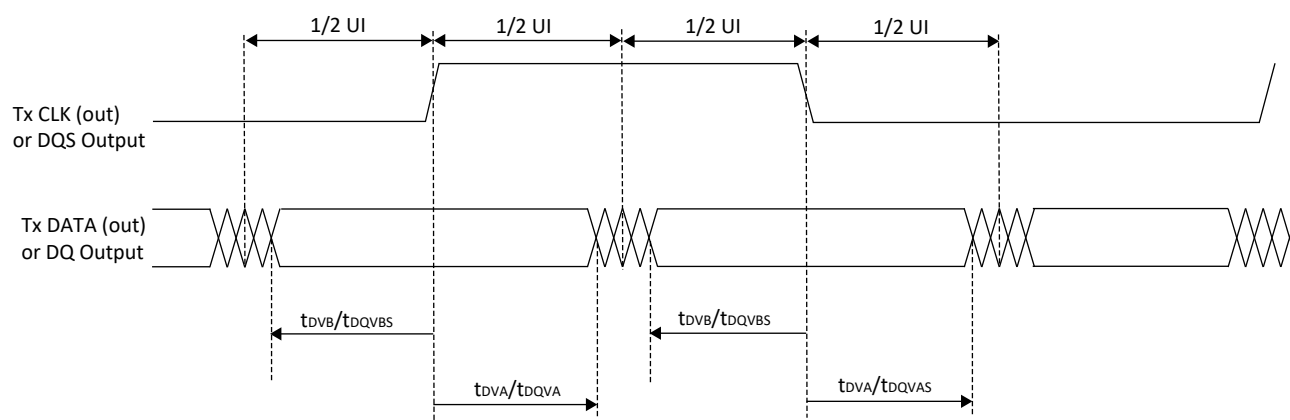 1/2 UI
1/2 UI
1/2 UI
1/2 UI
Tx CLK (out)
or DQS Output
Tx DATA (out)
or DQ Output
tDVB/tDQVBS
tDVB/tDQVBS
tDVA/tDQVA
tDVA/tDQVAS